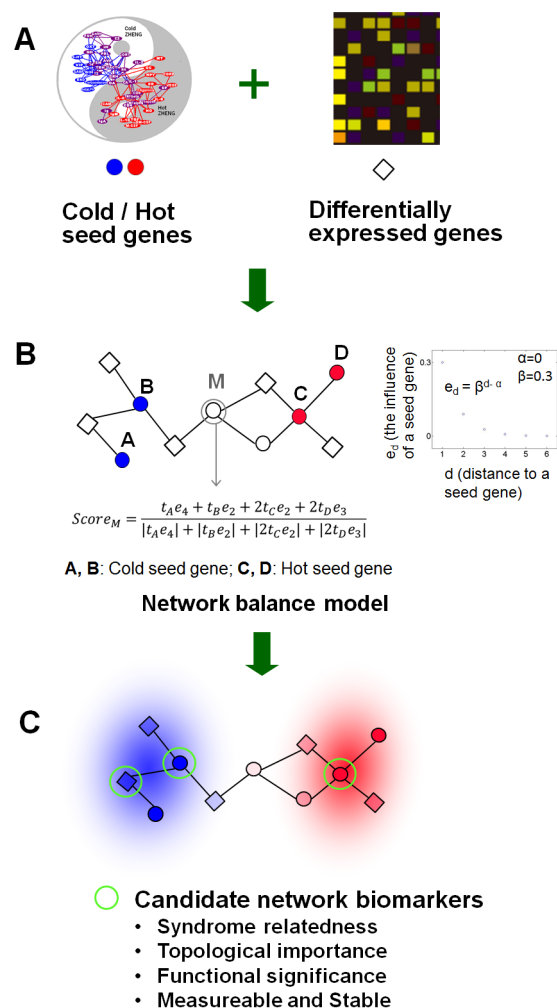 A
Cold
ZHENG
Hot
ZHENG
+
Cold / Hot
seed genes
Differentially
expressed genes
B
A
B
M
C
D
e_d (the influence
of a seed gene)
0.3
0
α=0
β=0.3
e_d = β^{d- α}
1 2 3 4 5 6
d (distance to a
seed gene)
Score_M = \frac{t_A e_4 + t_B e_2 + 2t_C e_2 + 2t_D e_3}{|t_A e_4| + |t_B e_2| + |2t_C e_2| + |2t_D e_3|}
A, B: Cold seed gene; C, D: Hot seed gene
Network balance model
C
Candidate network biomarkers
• Syndrome relatedness
• Topological importance
• Functional significance
• Measureable and Stable